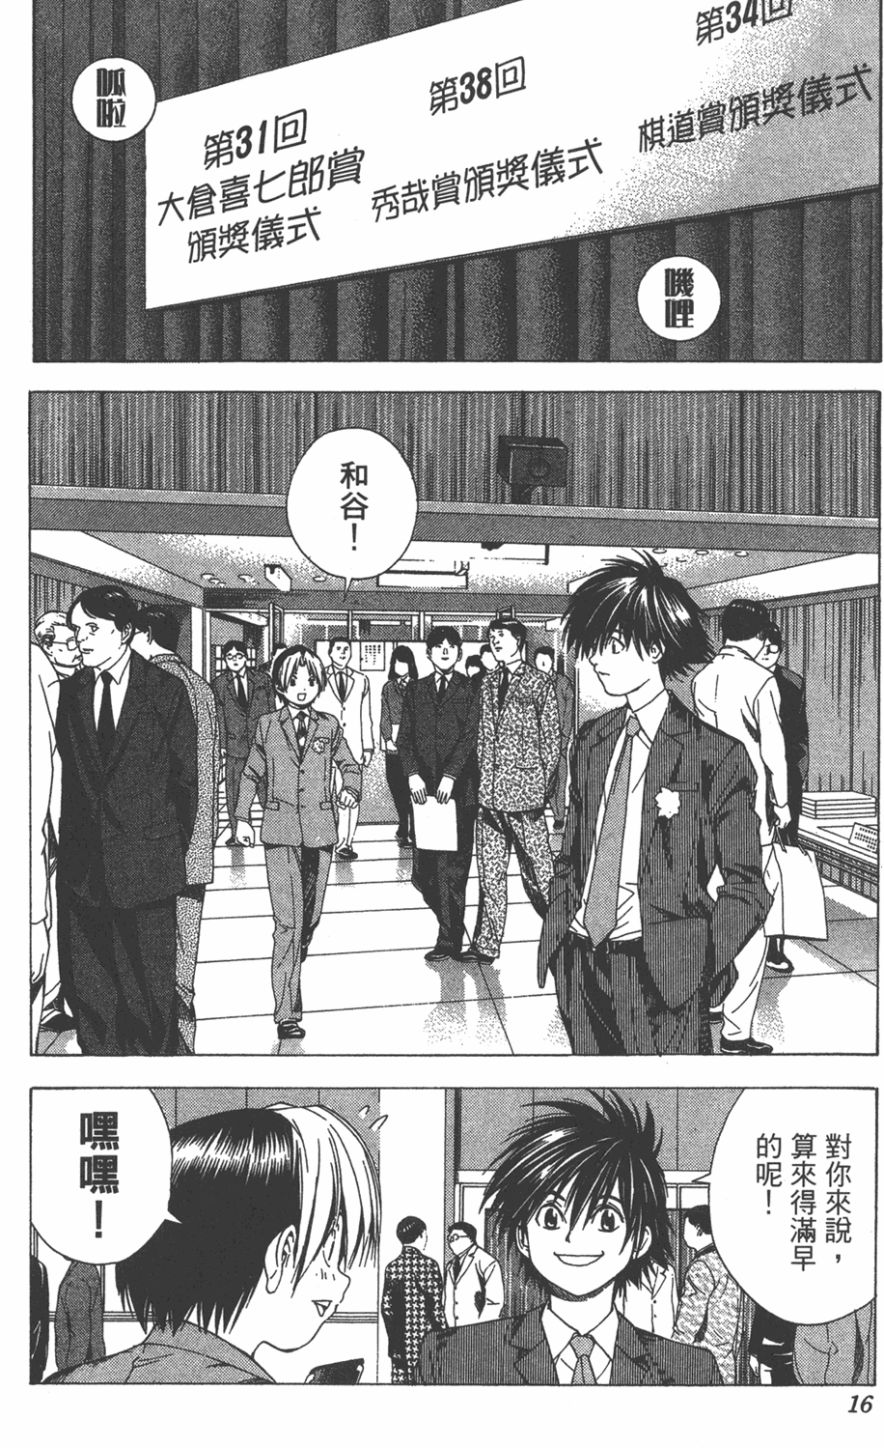 第34回
棋道賞頒獎儀式
第38回
秀哉賞頒獎儀式
第31回
大倉喜七郎賞
頒獎儀式
嘰哩
呱啦
和谷！
對你來說，
算來得滿早
的呢！
嘿嘿！
16